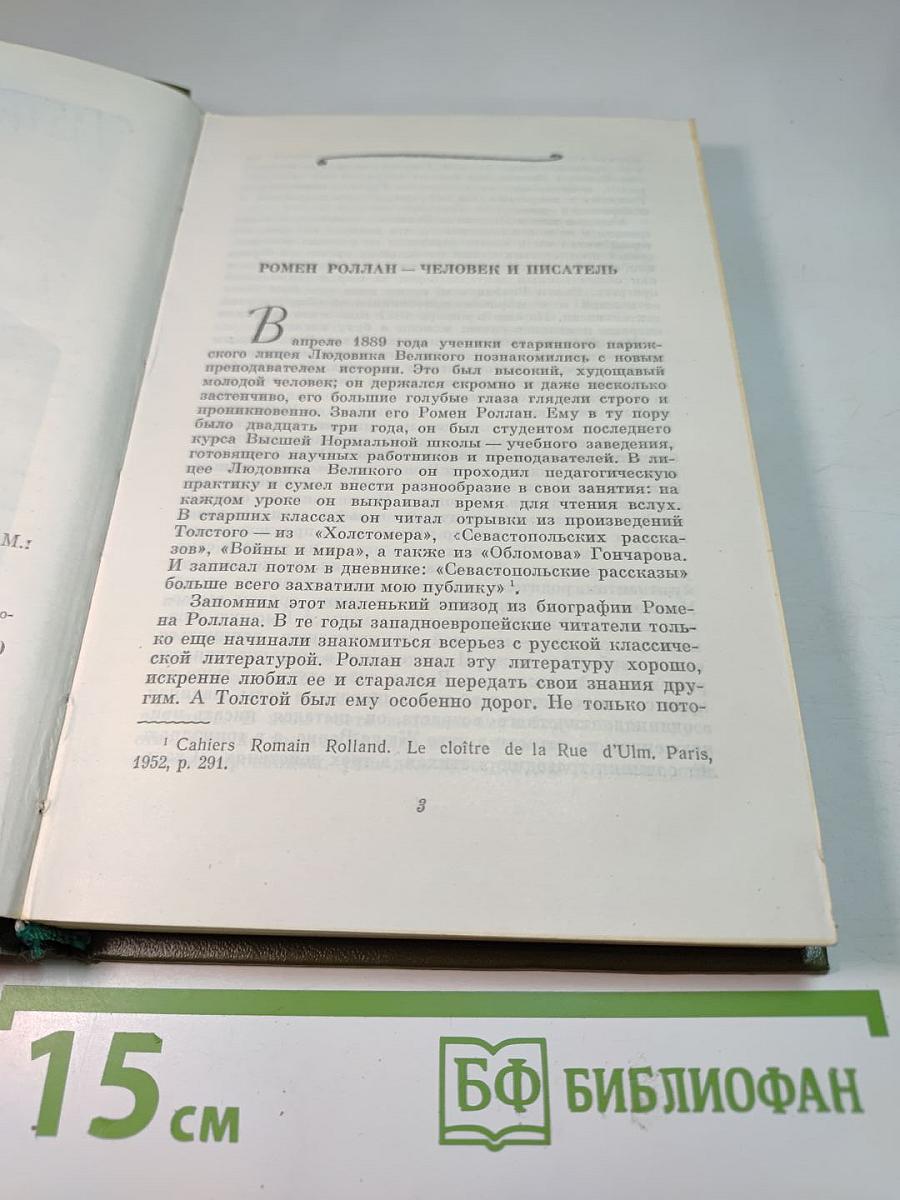 М.:
о-
РОМЕН РОЛЛАН — ЧЕЛОВЕК И ПИСАТЕЛЬ
В апреле 1889 года ученики старинного париж-
ского лицея Людовика Великого познакомились с новым
преподавателем истории. Это был высокий, худощавый
молодой человек; он держался скромно и даже несколько
застенчиво, его большие голубые глаза глядели строго и
проникновенно. Звали его Ромен Роллан. Ему в ту пору
было двадцать три года, он был студентом последнего
курса Высшей Нормальной школы — учебного заведения,
готовящего научных работников и преподавателей. В ли-
цее Людовика Великого он проходил педагогическую
практику и сумел внести разнообразие в свои занятия: на
каждом уроке он выкраивал время для чтения вслух.
В старших классах он читал отрывки из произведений
Толстого — из «Холстомера», «Севастопольских расска-
зов», «Войны и мира», а также из «Обломова» Гончарова.
И записал потом в дневнике: «Севастопольские рассказы»
больше всего захватили мою публику» ¹.
Запомним этот маленький эпизод из биографии Роме-
на Роллана. В те годы западноевропейские читатели толь-
ко еще начинали знакомиться всерьез с русской классиче-
ской литературой. Роллан знал эту литературу хорошо,
искренне любил ее и старался передать свои знания дру-
гим. А Толстой был ему особенно дорог. Не только пото-
¹ Cahiers Romain Rolland. Le cloître de la Rue d'Ulm. Paris,
1952, p. 291.
3
15 см
БФ БИБЛИОФАН